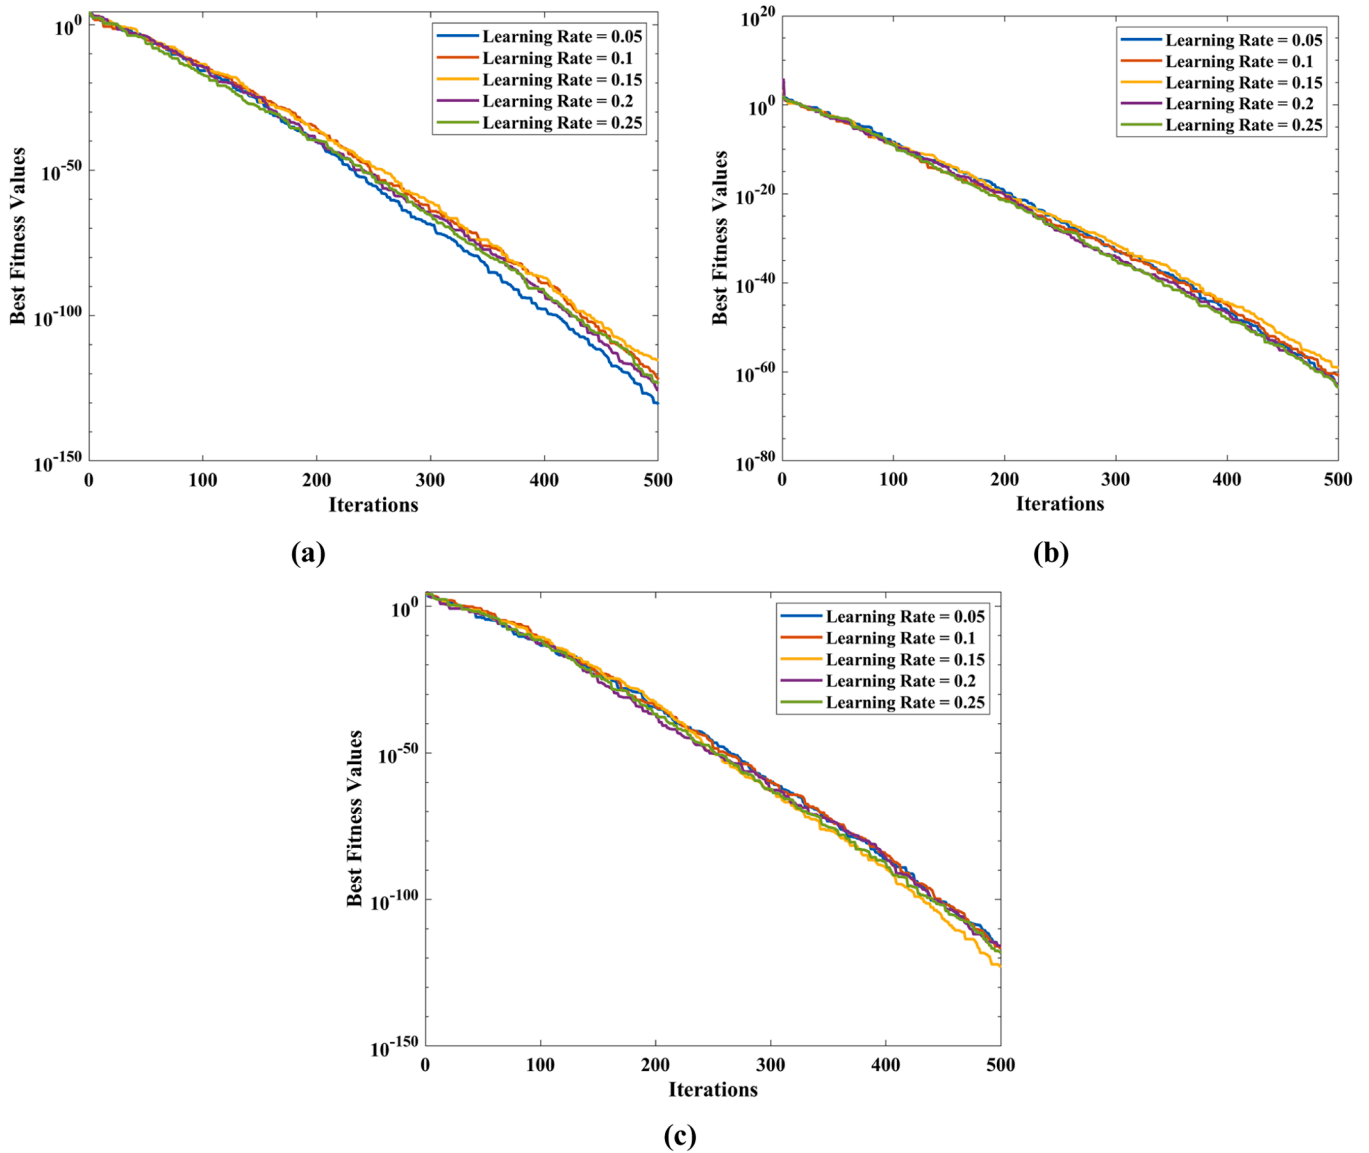 10^0
10^-50
10^-100
10^-150
Best Fitness Values
0 100 200 300 400 500
Iterations
Learning Rate = 0.05
Learning Rate = 0.1
Learning Rate = 0.15
Learning Rate = 0.2
Learning Rate = 0.25
(a)
10^20
10^0
10^-20
10^-40
10^-60
10^-80
Best Fitness Values
0 100 200 300 400 500
Iterations
Learning Rate = 0.05
Learning Rate = 0.1
Learning Rate = 0.15
Learning Rate = 0.2
Learning Rate = 0.25
(b)
10^0
10^-50
10^-100
10^-150
Best Fitness Values
0 100 200 300 400 500
Iterations
Learning Rate = 0.05
Learning Rate = 0.1
Learning Rate = 0.15
Learning Rate = 0.2
Learning Rate = 0.25
(c)